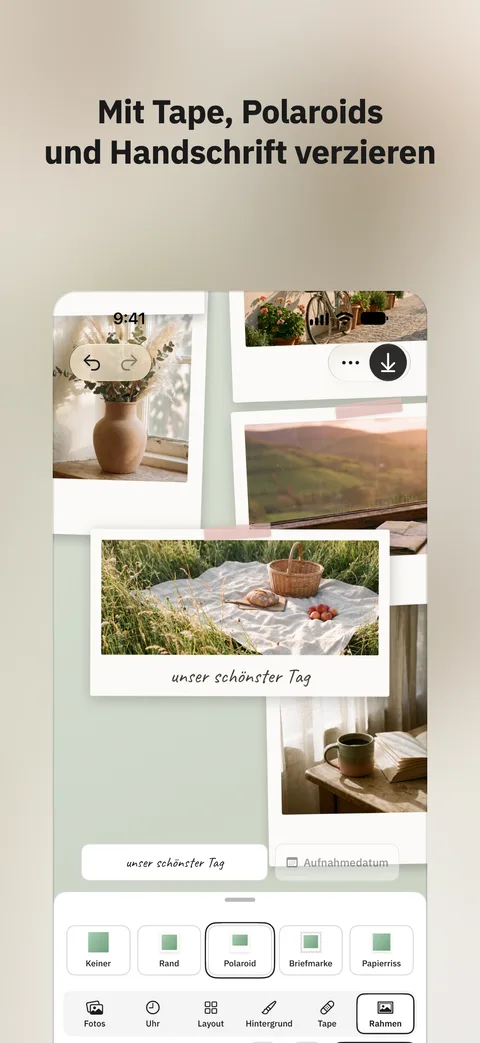 Mit Tape, Polaroids
und Handschrift verzieren
9:41
unser schönster Tag
unser schönster Tag
Aufnahmedatum
Keiner
Rand
Polaroid
Briefmarke
Papierriss
Fotos
Uhr
Layout
Hintergrund
Tape
Rahmen